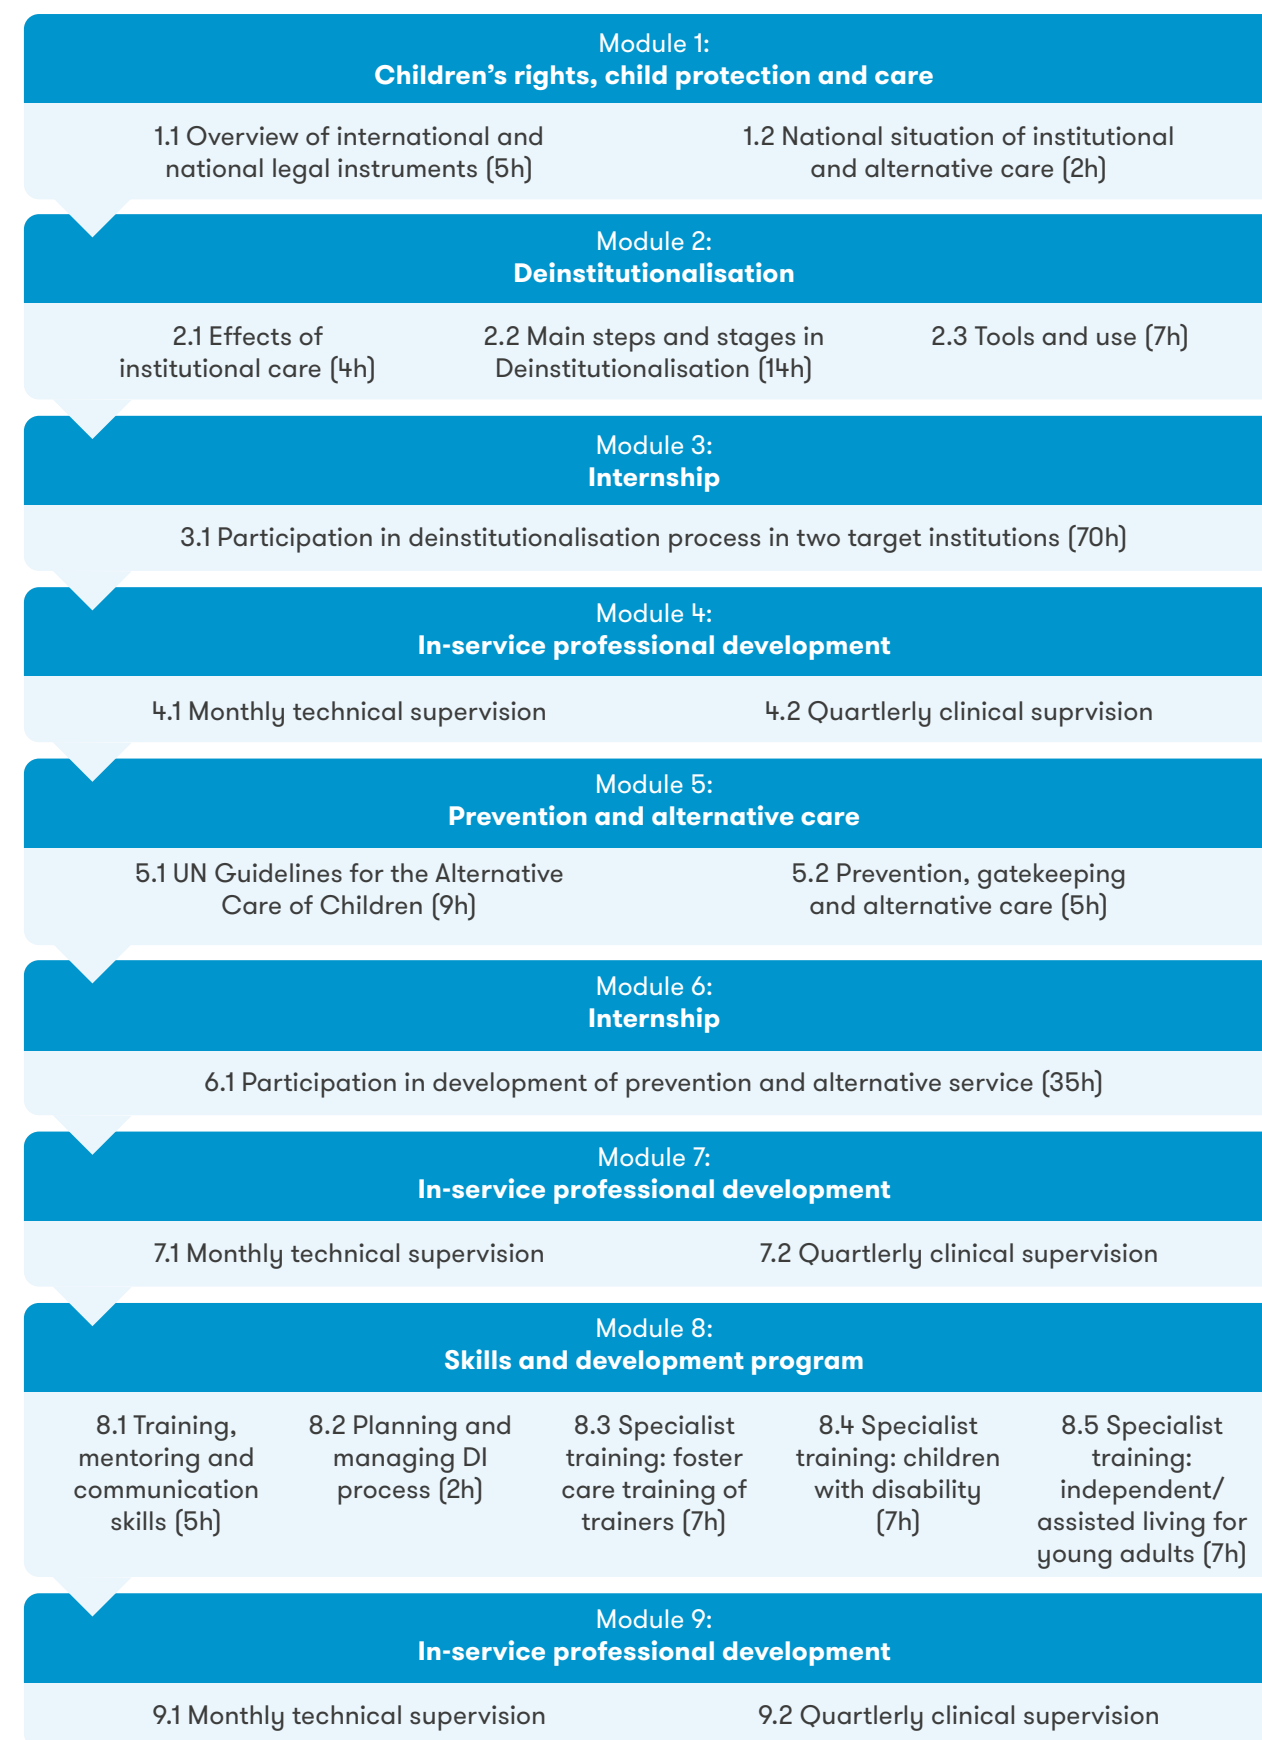 Module 1:
Children's rights, child protection and care
1.1 Overview of international and
national legal instruments (5h)
1.2 National situation of institutional
and alternative care (2h)
Module 2:
Deinstitutionalisation
2.1 Effects of
institutional care (4h)
2.2 Main steps and stages in
Deinstitutionalisation (14h)
2.3 Tools and use (7h)
Module 3:
Internship
3.1 Participation in deinstitutionalisation process in two target institutions (70h)
Module 4:
In-service professional development
4.1 Monthly technical supervision
4.2 Quartlerly clinical suprvision
Module 5:
Prevention and alternative care
5.1 UN Guidelines for the Alternative
Care of Children (9h)
5.2 Prevention, gatekeeping
and alternative care (5h)
Module 6:
Internship
6.1 Participation in development of prevention and alternative service (35h)
Module 7:
In-service professional development
7.1 Monthly technical supervision
7.2 Quartlerly clinical supervision
Module 8:
Skills and development program
8.1 Training,
mentoring and
communication
skills (5h)
8.2 Planning and
managing DI
process (2h)
8.3 Specialist
training: foster
care training of
trainers (7h)
8.4 Specialist
training: children
with disability
(7h)
8.5 Specialist
training:
independent/
assisted living for
young adults (7h)
Module 9:
In-service professional development
9.1 Monthly technical supervision
9.2 Quartlerly clinical supervision